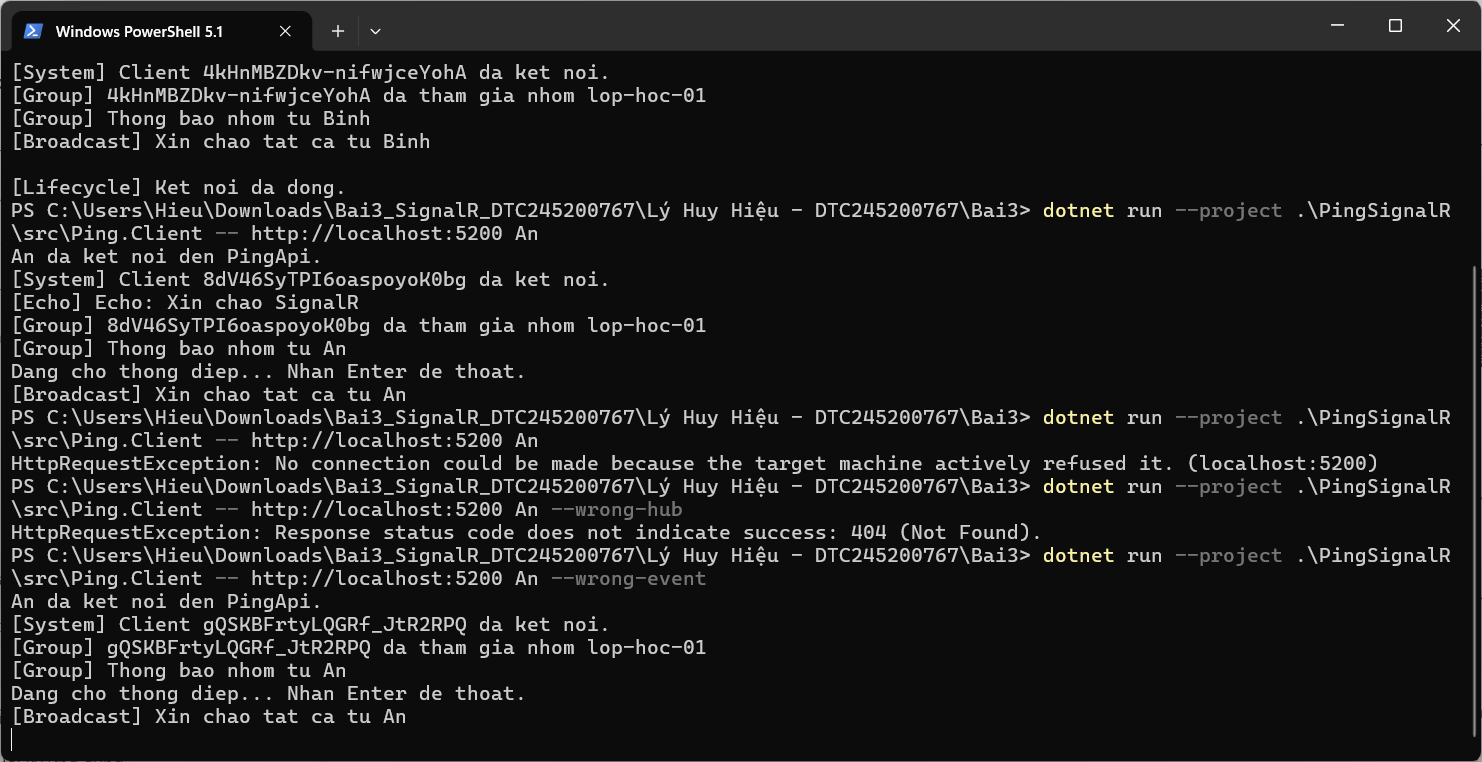 Windows PowerShell 5.1
[System] Client 4kHnMBZDkv-nifwjceYohA da ket noi.
[Group] 4kHnMBZDkv-nifwjceYohA da tham gia nhom lop-hoc-01
[Group] Thong bao nhom tu Binh
[Broadcast] Xin chao tat ca tu Binh
[Lifecycle] Ket noi da dong.
PS C:\Users\Hieu\Downloads\Bai3_SignalR_DTC245200767\Lý Huy Hiệu - DTC245200767\Bai3> dotnet run --project .\PingSignalR
\src\Ping.Client -- http://localhost:5200 An
An da ket noi den PingApi.
[System] Client 8dV46SyTPI6oaspoyoK0bg da ket noi.
[Echo] Echo: Xin chao SignalR
[Group] 8dV46SyTPI6oaspoyoK0bg da tham gia nhom lop-hoc-01
[Group] Thong bao nhom tu An
Dang cho thong diep... Nhan Enter de thoat.
[Broadcast] Xin chao tat ca tu An
PS C:\Users\Hieu\Downloads\Bai3_SignalR_DTC245200767\Lý Huy Hiệu - DTC245200767\Bai3> dotnet run --project .\PingSignalR
\src\Ping.Client -- http://localhost:5200 An
HttpRequestException: No connection could be made because the target machine actively refused it. (localhost:5200)
PS C:\Users\Hieu\Downloads\Bai3_SignalR_DTC245200767\Lý Huy Hiệu - DTC245200767\Bai3> dotnet run --project .\PingSignalR
\src\Ping.Client -- http://localhost:5200 An --wrong-hub
HttpRequestException: Response status code does not indicate success: 404 (Not Found).
PS C:\Users\Hieu\Downloads\Bai3_SignalR_DTC245200767\Lý Huy Hiệu - DTC245200767\Bai3> dotnet run --project .\PingSignalR
\src\Ping.Client -- http://localhost:5200 An --wrong-event
An da ket noi den PingApi.
[System] Client gQSKBFrtyLQGRf_JtR2RPQ da ket noi.
[Group] gQSKBFrtyLQGRf_JtR2RPQ da tham gia nhom lop-hoc-01
[Group] Thong bao nhom tu An
Dang cho thong diep... Nhan Enter de thoat.
[Broadcast] Xin chao tat ca tu An